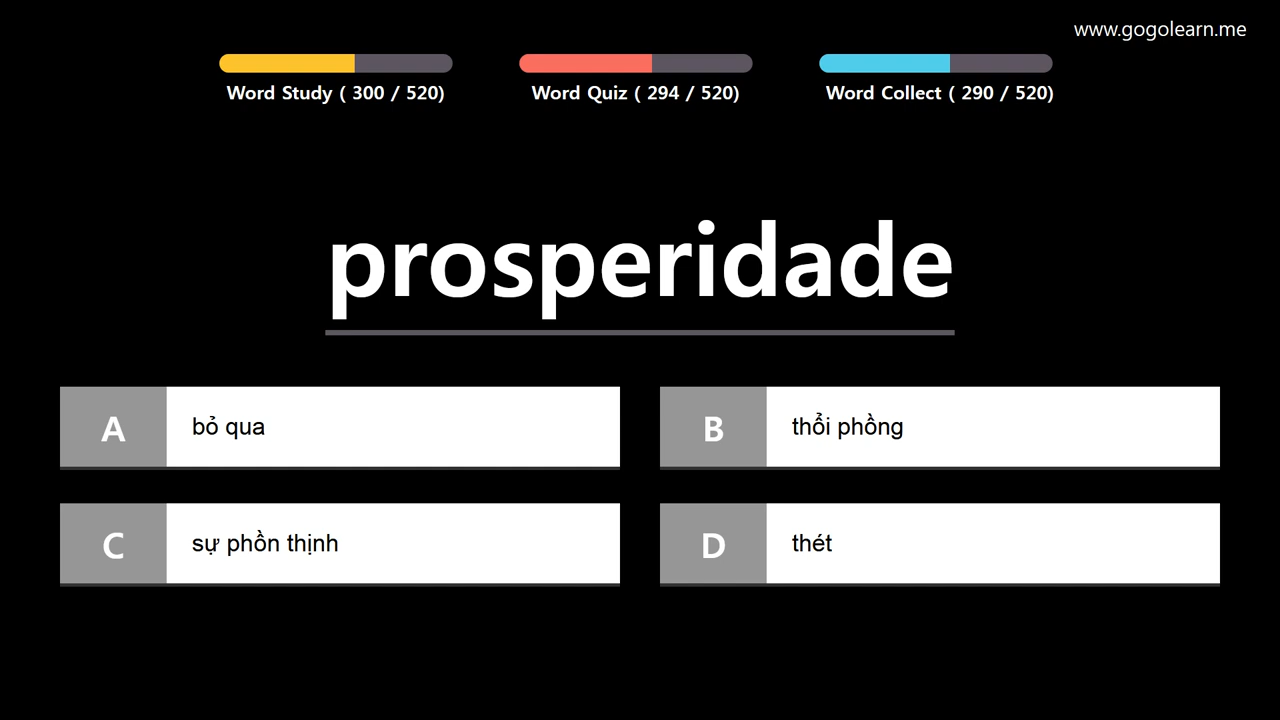 www.gogolearn.me
Word Study ( 300 / 520)
Word Quiz ( 294 / 520)
Word Collect ( 290 / 520)
prosperidade
A bỏ qua
B thổi phồng
C sự phồn thịnh
D thét